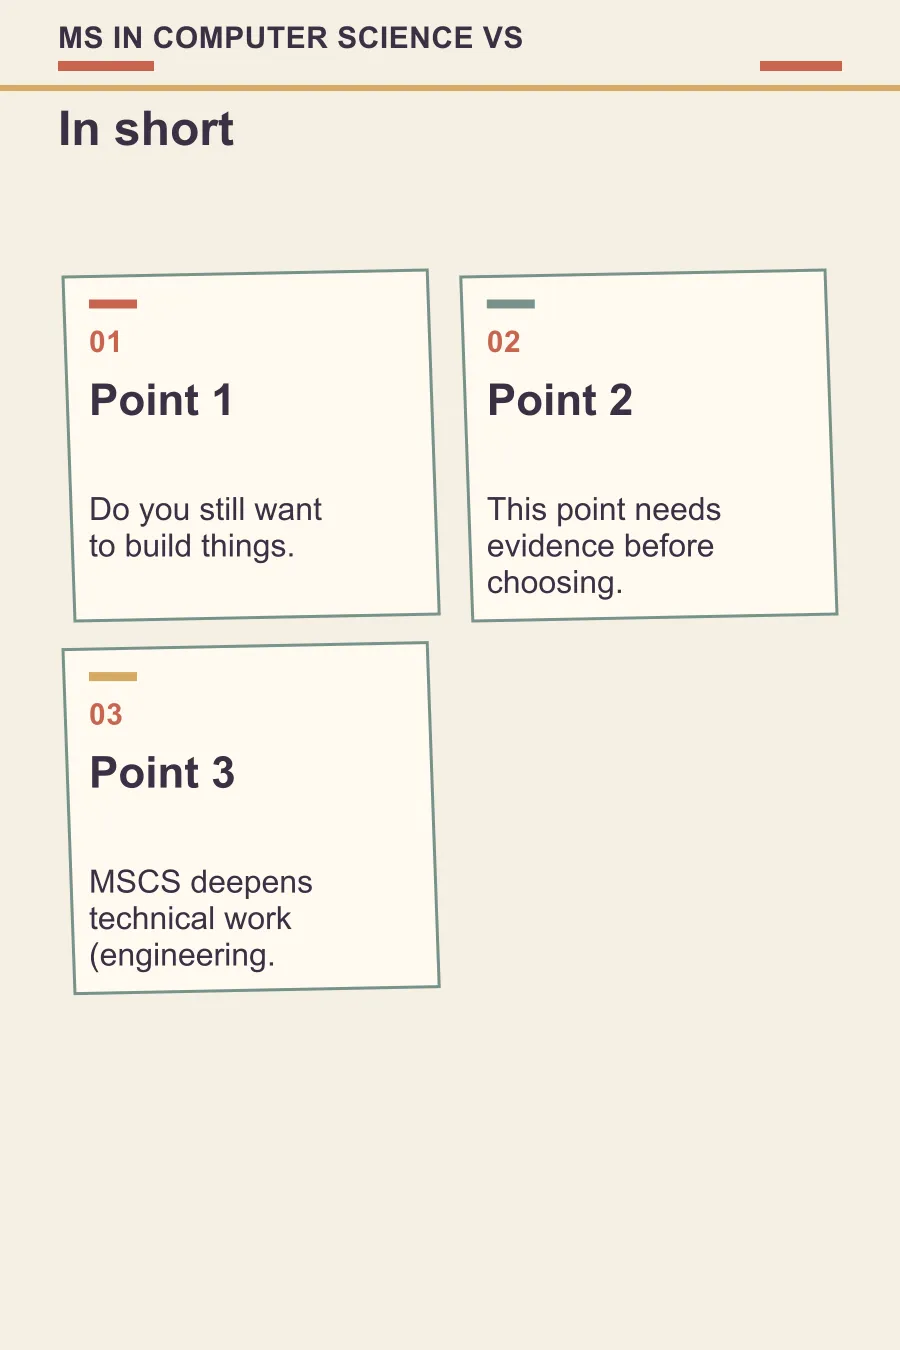 MS IN COMPUTER SCIENCE VS
In short
01
Point 1
Do you still want
to build things.
02
Point 2
This point needs
evidence before
choosing.
03
Point 3
MSCS deepens
technical work
(engineering.